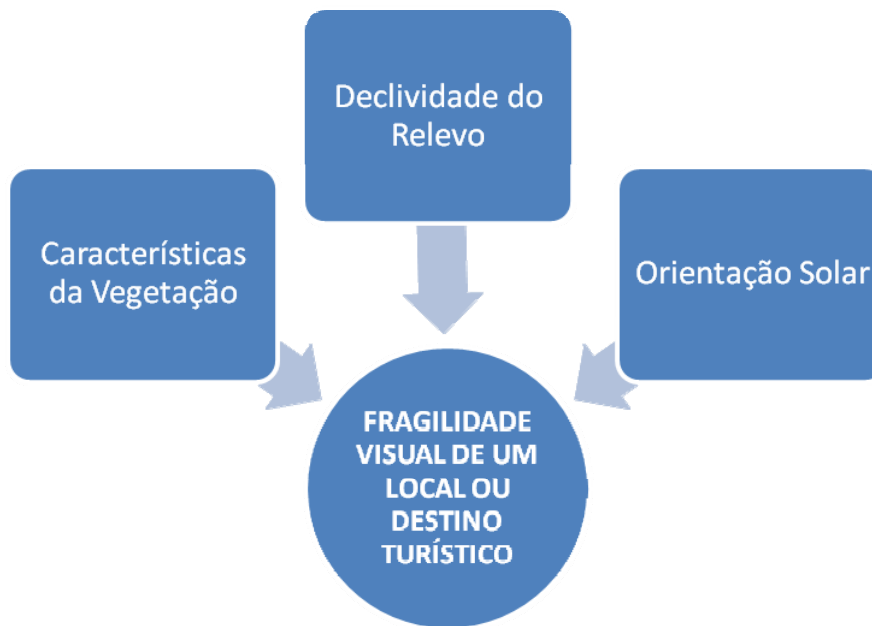 Declividade do
Relevo
Características
da Vegetação
Orientação Solar
FRAGILIDADE
VISUAL DE UM
LOCAL OU
DESTINO
TURÍSTICO